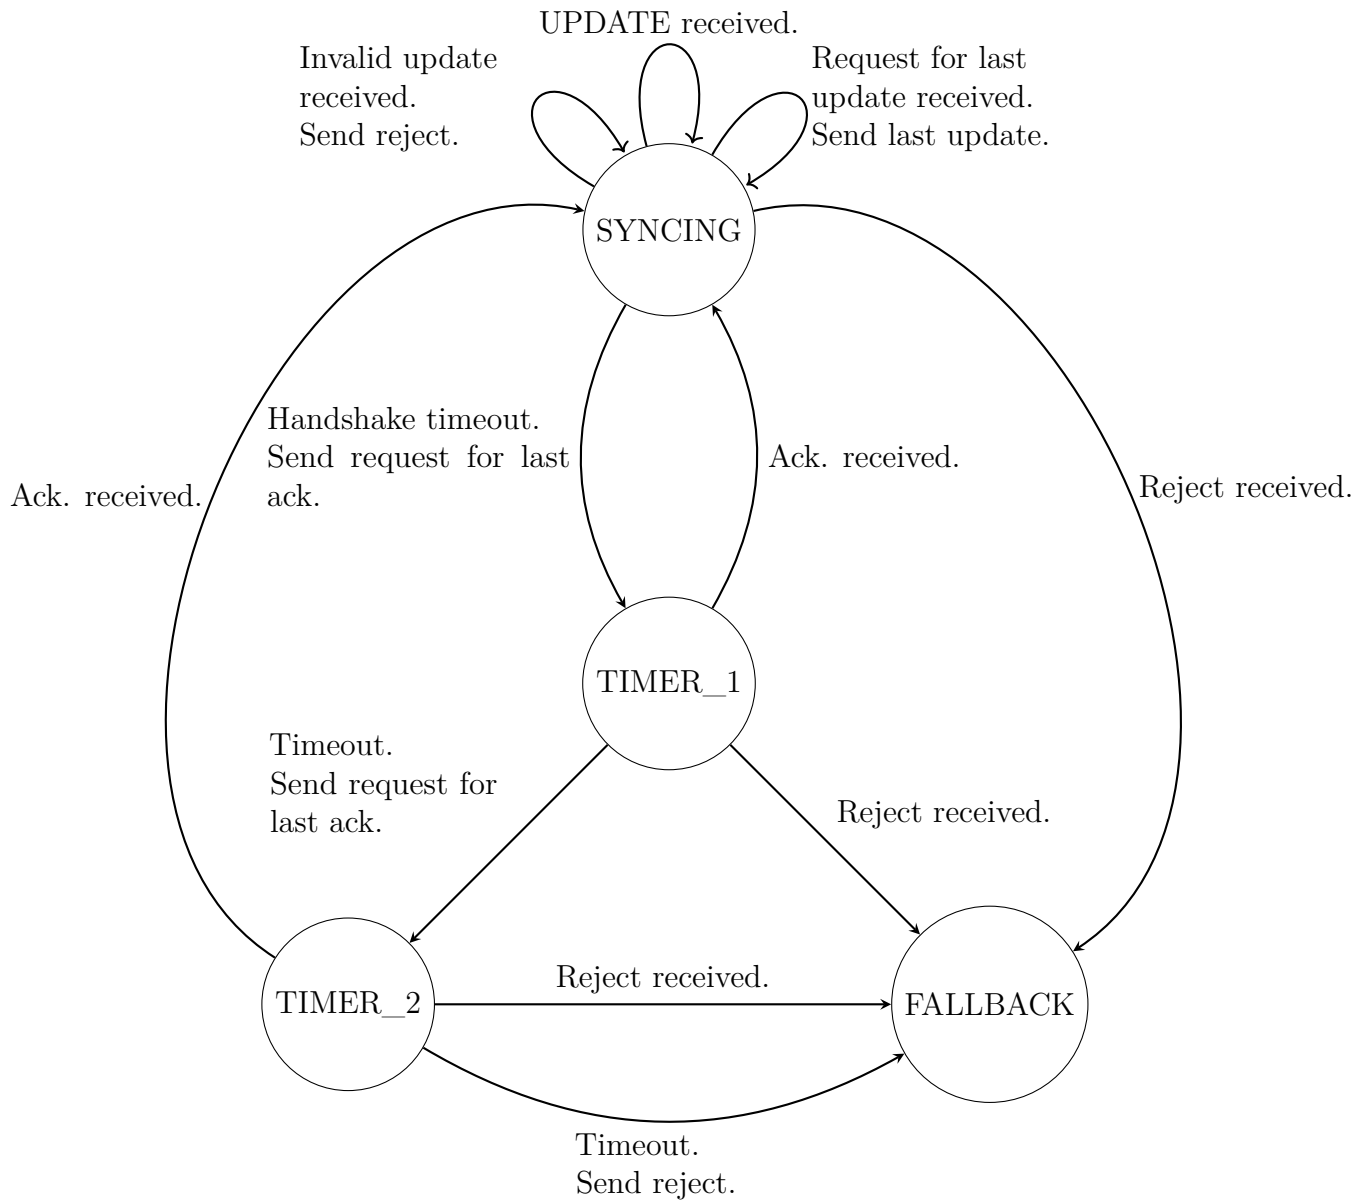 UPDATE received.
Invalid update
received.
Send reject.
Request for last
update received.
Send last update.
SYNCING
Handshake timeout.
Send request for last
ack.
Ack. received.
Ack. received.
Reject received.
TIMER_1
Timeout.
Send request for
last ack.
Reject received.
Reject received.
TIMER_2
FALLBACK
Timeout.
Send reject.